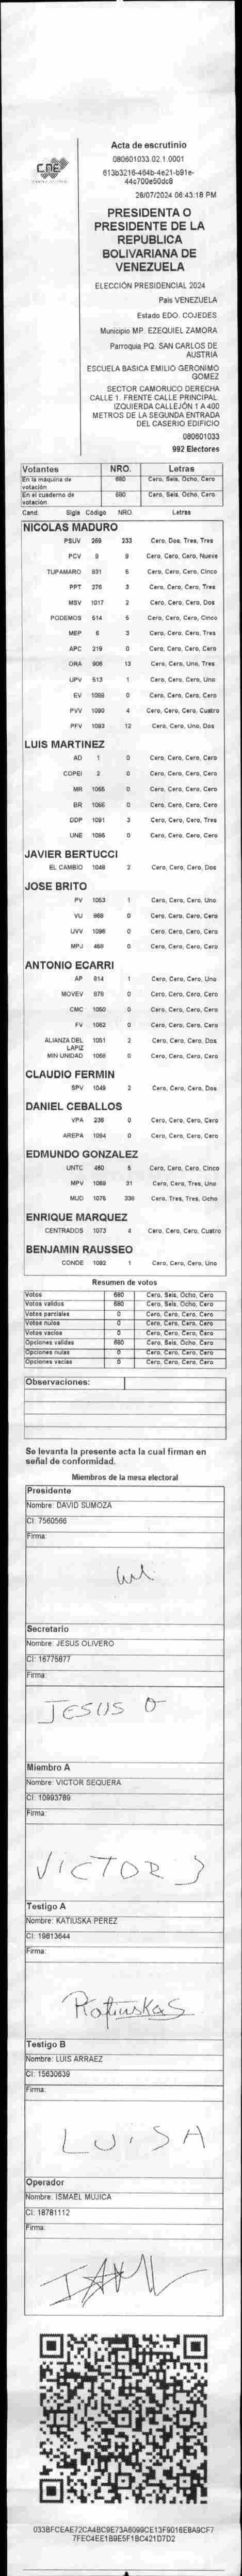 CNE
Acta de escrutinio
080601033.02.1.0001
613b3216-464b-4e21-b91e-
44c700e50dc8
28/07/2024 06:43:18 PM
PRESIDENTA O
PRESIDENTE DE LA
REPUBLICA
BOLIVARIANA DE
VENEZUELA
ELECCIÓN PRESIDENCIAL 2024
País VENEZUELA
Estado EDO. COJEDES
Municipio MP. EZEQUIEL ZAMORA
Parroquia PQ. SAN CARLOS DE
AUSTRIA
ESCUELA BASICA EMILIO GERONIMO
GOMEZ
SECTOR CAMORUCO DERECHA
CALLE 1. FRENTE CALLE PRINCIPAL.
IZQUIERDA CALLEJÓN 1 A 400
METROS DE LA SEGUNDA ENTRADA
DEL CASERIO EDIFICIO
080601033
992 Electores
Votantes NRO. Letras
En la máquina de votación 680 Cero, Seis, Ocho, Cero
En el cuaderno de votación 680 Cero, Seis, Ocho, Cero
Cand. Sigla Código NRO. Letras
NICOLAS MADURO
PSUV 269 233 Cero, Dos, Tres, Tres
PCV 9 9 Cero, Cero, Cero, Nueve
TUPAMARO 931 5 Cero, Cero, Cero, Cinco
PPT 276 3 Cero, Cero, Cero, Tres
MSV 1017 2 Cero, Cero, Cero, Dos
PODEMOS 514 5 Cero, Cero, Cero, Cinco
MEP 6 3 Cero, Cero, Cero, Tres
APC 219 0 Cero, Cero, Cero, Cero
ORA 906 13 Cero, Cero, Uno, Tres
UPV 513 1 Cero, Cero, Cero, Uno
EV 1098 0 Cero, Cero, Cero, Cero
PVV 1090 4 Cero, Cero, Cero, Cuatro
PFV 1093 12 Cero, Cero, Uno, Dos
LUIS MARTINEZ
AD 1 0 Cero, Cero, Cero, Cero
COPEI 2 0 Cero, Cero, Cero, Cero
MR 1065 0 Cero, Cero, Cero, Cero
BR 1066 0 Cero, Cero, Cero, Cero
DDP 1091 3 Cero, Cero, Cero, Tres
UNE 1095 0 Cero, Cero, Cero, Cero
JAVIER BERTUCCI
EL CAMBIO 1048 2 Cero, Cero, Cero, Dos
JOSE BRITO
PV 1053 1 Cero, Cero, Cero, Uno
VU 868 0 Cero, Cero, Cero, Cero
UVV 1096 0 Cero, Cero, Cero, Cero
MPJ 468 0 Cero, Cero, Cero, Cero
ANTONIO ECARRI
AP 814 1 Cero, Cero, Cero, Uno
MOVEV 878 0 Cero, Cero, Cero, Cero
CMC 1050 0 Cero, Cero, Cero, Cero
FV 1062 0 Cero, Cero, Cero, Cero
ALIANZA DEL LAPIZ 1051 2 Cero, Cero, Cero, Dos
MIN UNIDAD 1068 0 Cero, Cero, Cero, Cero
CLAUDIO FERMIN
SPV 1049 2 Cero, Cero, Cero, Dos
DANIEL CEBALLOS
VPA 236 0 Cero, Cero, Cero, Cero
AREPA 1094 0 Cero, Cero, Cero, Cero
EDMUNDO GONZALEZ
UNTC 460 5 Cero, Cero, Cero, Cinco
MPV 1069 31 Cero, Cero, Tres, Uno
MUD 1076 338 Cero, Tres, Tres, Ocho
ENRIQUE MARQUEZ
CENTRADOS 1073 4 Cero, Cero, Cero, Cuatro
BENJAMIN RAUSSEO
CONDE 1082 1 Cero, Cero, Cero, Uno
Resumen de votos
Votos 680 Cero, Seis, Ocho, Cero
Votos validos 680 Cero, Seis, Ocho, Cero
Votos parciales 0 Cero, Cero, Cero, Cero
Votos nulos 0 Cero, Cero, Cero, Cero
Votos vacios 0 Cero, Cero, Cero, Cero
Opciones validas 680 Cero, Seis, Ocho, Cero
Opciones nulas 0 Cero, Cero, Cero, Cero
Opciones vacias 0 Cero, Cero, Cero, Cero
Observaciones:
Se levanta la presente acta la cual firman en
señal de conformidad.
Miembros de la mesa electoral
Presidente
Nombre: DAVID SUMOZA
CI: 7560566
Firma:
Secretario
Nombre: JESUS OLIVERO
CI: 16775877
Firma:
JESUS O
Miembro A
Nombre: VICTOR SEQUERA
CI: 10993789
Firma:
VICTOR S
Testigo A
Nombre: KATIUSKA PEREZ
CI: 19813644
Firma:
KatiuskaS
Testigo B
Nombre: LUIS ARRAEZ
CI: 15630639
Firma:
LUISA
Operador
Nombre: ISMAEL MUJICA
CI: 18781112
Firma:
033BFCEAE72CA4BC9E73A6099CE13F9016E8A9CF7
7FEC4EE1B9E5F1BC421D7D2